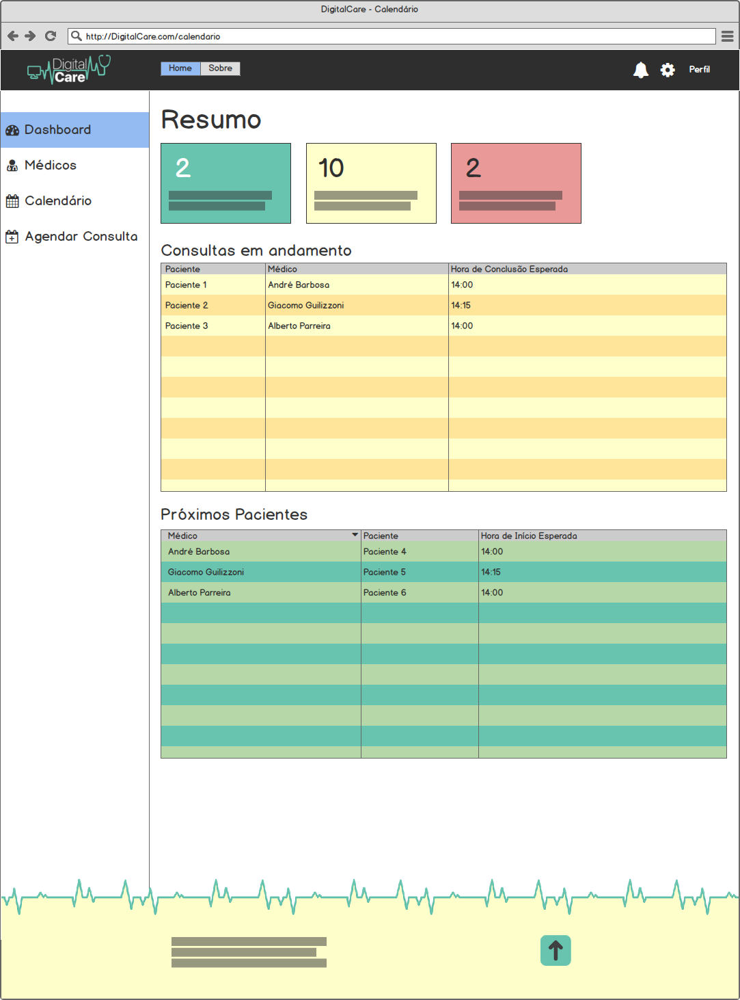 DigitalCare - Calendário
http://DigitalCare.com/calendario
Digital
Care
Home Sobre
Perfil
Dashboard
Médicos
Calendário
Agendar Consulta
Resumo
2 10 2
Consultas em andamento
Paciente Médico Hora de Conclusão Esperada
Paciente 1 André Barbosa 14:00
Paciente 2 Giacomo Guilizzoni 14:15
Paciente 3 Alberto Parreira 14:00
Próximos Pacientes
Médico Paciente Hora de Início Esperada
André Barbosa Paciente 4 14:00
Giacomo Guilizzoni Paciente 5 14:15
Alberto Parreira Paciente 6 14:00